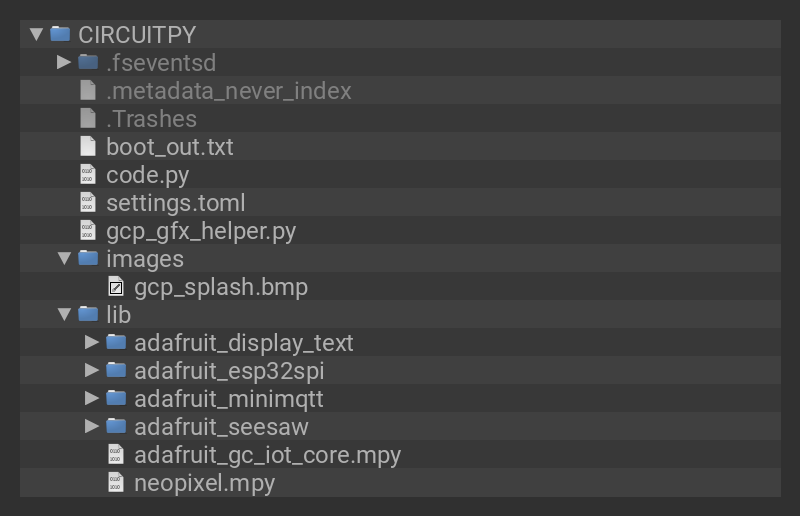 CIRCUITPY
.fseventsd
.metadata_never_index
.Trashes
boot_out.txt
code.py
settings.toml
gcp_gfx_helper.py
images
gcp_splash.bmp
lib
adafruit_display_text
adafruit_esp32spi
adafruit_minimqtt
adafruit_seesaw
adafruit_gc_iot_core.mpy
neopixel.mpy